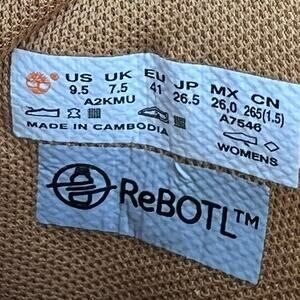 US UK EU JP MX CN
9.5 7.5 41 26.5 26,0 265(1.5)
A2KMU A7546
MADE IN CAMBODIA WOMENS
ReBOTL™